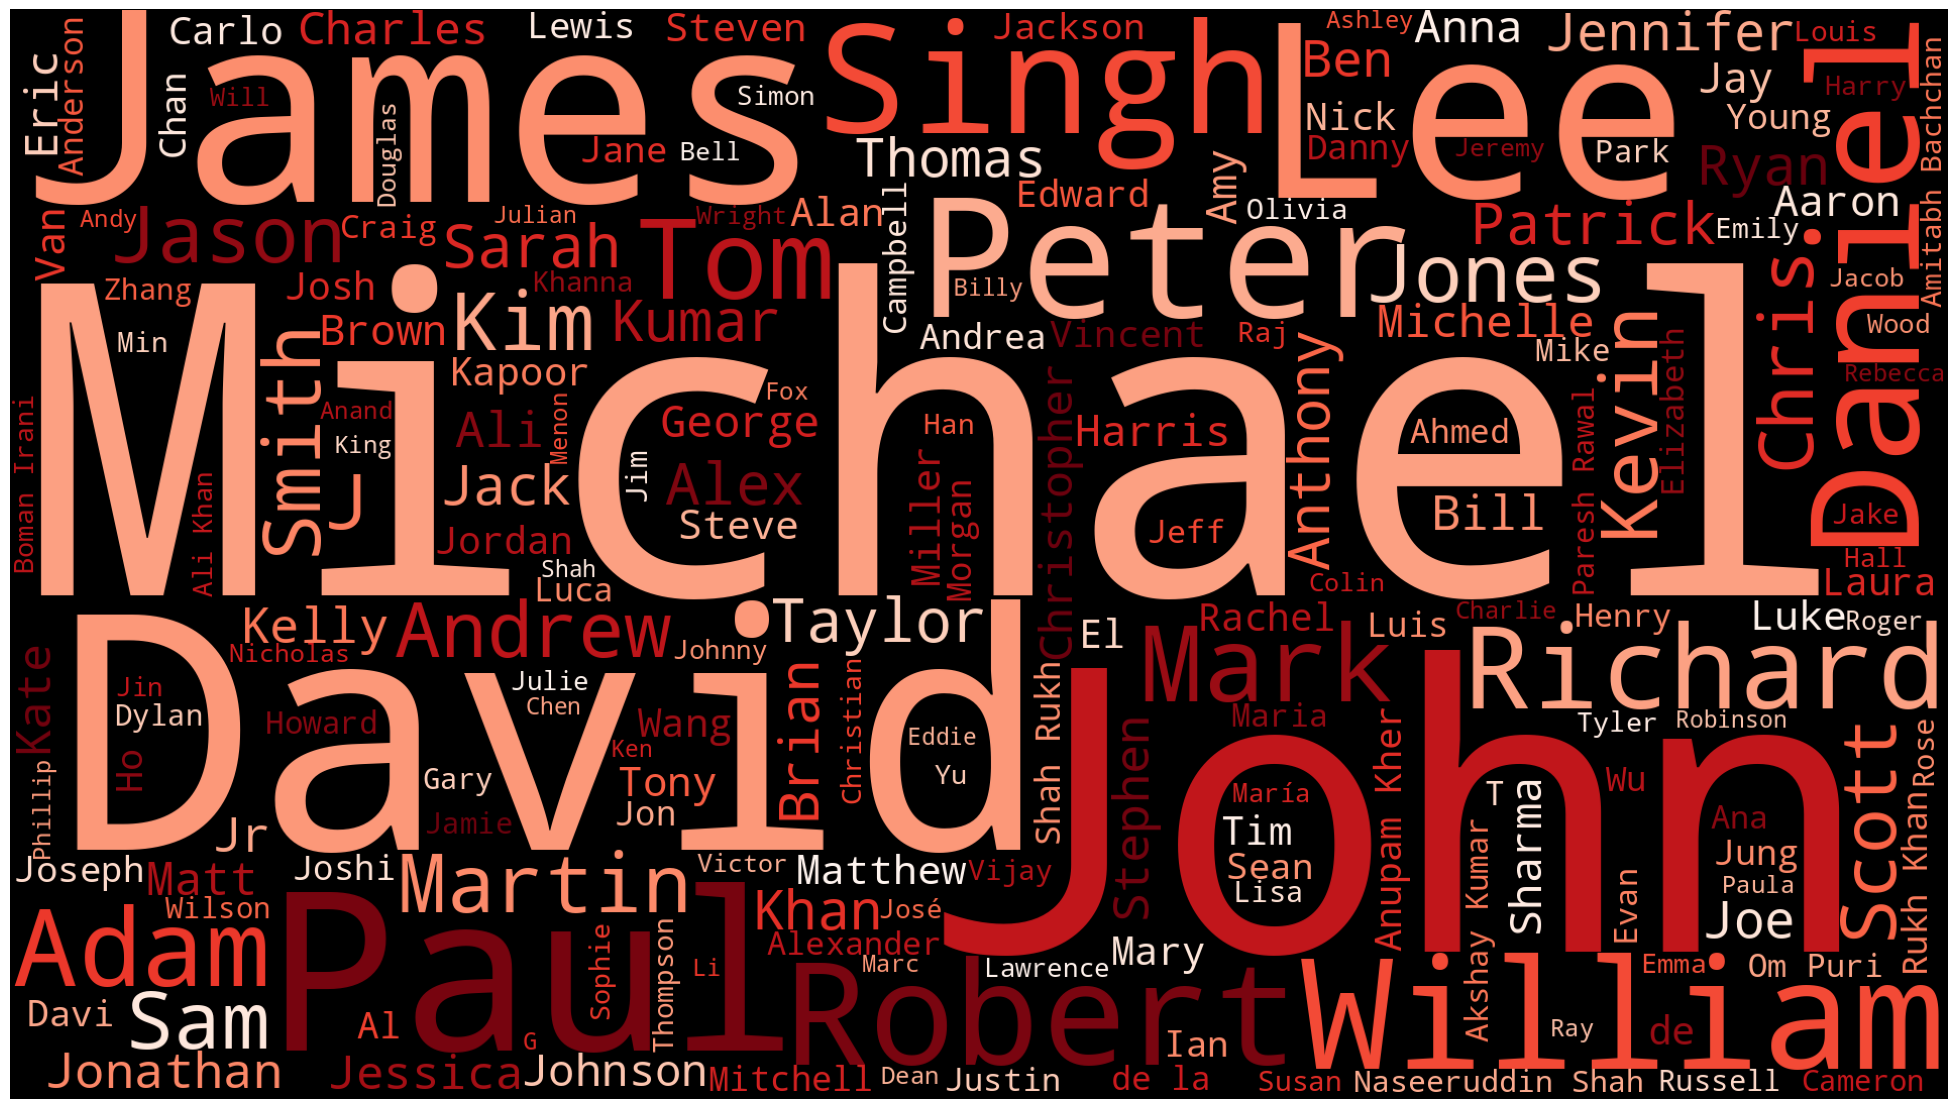 James
Singh
Lee
Daniel
Carlo
Charles
Lewis
Steven
Jackson
Ashley
Anna
Jennifer
Louis
Eric
Anderson
Chan
Will
Douglas
Simon
Jane
Bell
Thomas
Ben
Nick
Danny
Jeremy
Park
Jay
Young
Harry
Ryan
Amitabh Bachchan
Van
Andy
Jason
Craig
Julian
Sarah
Tom
Wright
Alan
Campbell
Edward
Amy
Olivia
Peter
Patrick
Emily
Aaron
Jones
Chris
Jacob
Wood
Rebecca
Zhang
Josh
Khanna
Billy
Min
Smith
Brown
Kim
Kumar
Andrea
Vincent
Raj
Michelle
Mike
Kevin
Elizabeth
Michael
Kapoor
Fox
Anthony
Paresh Rawal
Boman Irani
Ali Khan
Anand
King
J
Ali
Menon
George
Han
Harris
Ahmed
Jack
Jim
Alex
Miller
Morgan
Christopher
Bill
Jake
Jordan
Steve
Jeff
Hall
Shah
Luca
Colin
Laura
Kelly
Andrew
Taylor
El
Rachel
Luis
Charlie
Henry
Luke
Roger
Nicholas
Johnny
Mark
Richard
David
John
Kate
Jin
Dylan
Ho
Howard
Julie
Chen
Wang
Ken
Brian
Christian
Eddie
Yu
Shah Rukh
Stephen
Maria
Anupam Kher
Tyler
Robinson
Scott
Rose
Phillip
Gary
Tony
Jon
Jamie
María
T
Wu
Sharma
Ana
Jr
Tim
Sean
Lisa
Jung
Paula
Rukh Khan
Joseph
Matt
Joshi
Martin
Victor
Matthew
Vijay
Wilson
Adam
Paul
Khan
José
Alexander
Akshay Kumar
Evan
Joe
Mary
Sophie
Thompson
Li
Marc
Lawrence
Robert
William
Emma
Om Puri
Davi
Sam
Al
G
Ian
Ray
de
Jonathan
Jessica
Johnson
Mitchell
Dean
Justin
de la
Susan
Naseeruddin Shah
Russell
Cameron